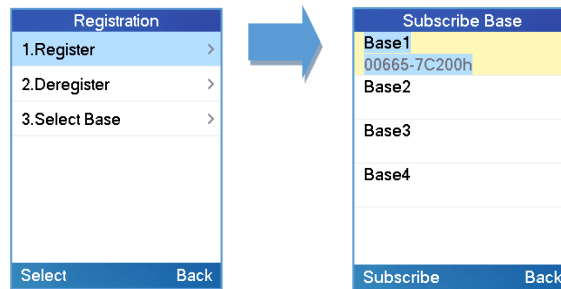 Registration
1.Register
2.Deregister
3.Select Base
Select Back
Subscribe Base
Base1
00665-7C200h
Base2
Base3
Base4
Subscribe Back